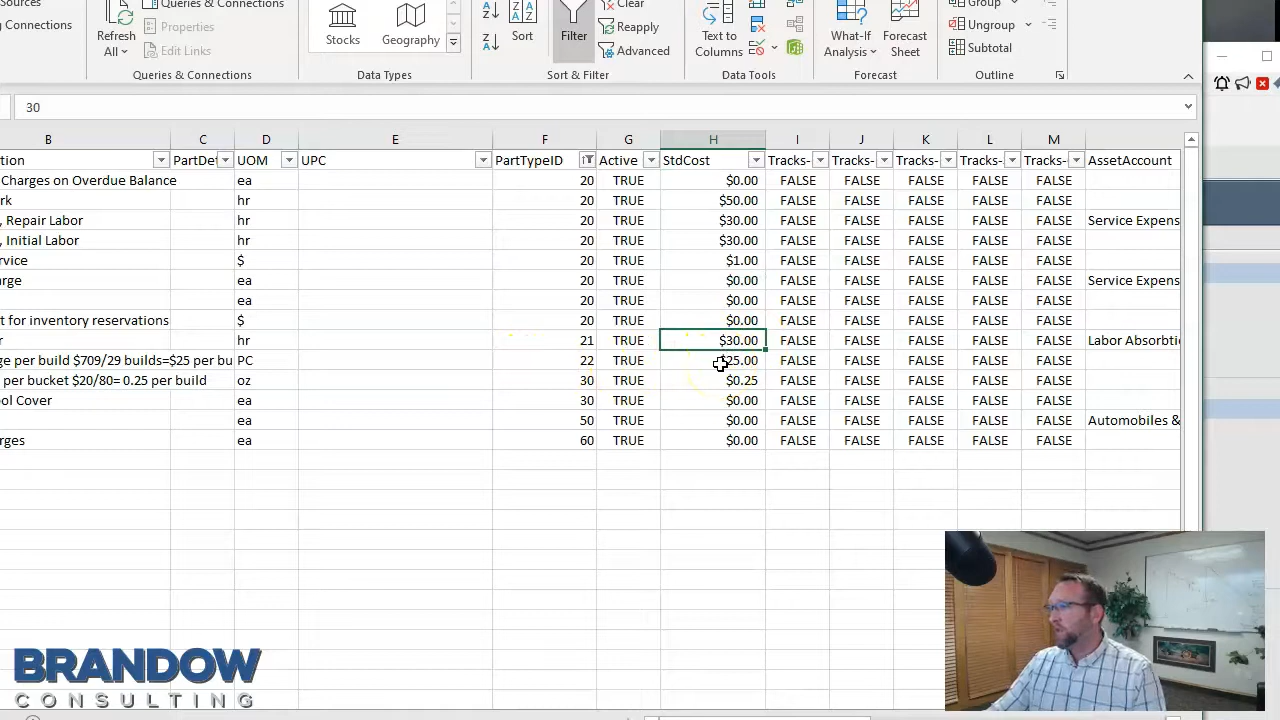 Sources
Queries & Connections
Clear
Group
Connections
Refresh All
Properties
Edit Links
Stocks
Geography
Sort
Filter
Reapply
Advanced
Text to Columns
What-If Analysis
Forecast Sheet
Ungroup
Subtotal
Queries & Connections
Data Types
Sort & Filter
Data Tools
Forecast
Outline
30
B C D E F G H I J K L M
tion PartDet UOM UPC PartTypeID Active StdCost Tracks- Tracks- Tracks- Tracks- Tracks- AssetAccount
Charges on Overdue Balance ea 20 TRUE $0.00 FALSE FALSE FALSE FALSE FALSE
rk hr 20 TRUE $50.00 FALSE FALSE FALSE FALSE FALSE
, Repair Labor hr 20 TRUE $30.00 FALSE FALSE FALSE FALSE FALSE Service Expens
, Initial Labor hr 20 TRUE $30.00 FALSE FALSE FALSE FALSE FALSE
rvice $ 20 TRUE $1.00 FALSE FALSE FALSE FALSE FALSE
rge ea 20 TRUE $0.00 FALSE FALSE FALSE FALSE FALSE Service Expens
ea 20 TRUE $0.00 FALSE FALSE FALSE FALSE FALSE
t for inventory reservations $ 20 TRUE $0.00 FALSE FALSE FALSE FALSE FALSE
r hr 21 TRUE $30.00 FALSE FALSE FALSE FALSE FALSE Labor Absorbti
ge per build $709/29 builds=$25 per bu PC 22 TRUE $25.00 FALSE FALSE FALSE FALSE FALSE
per bucket $20/80= 0.25 per build oz 30 TRUE $0.25 FALSE FALSE FALSE FALSE FALSE
ol Cover ea 30 TRUE $0.00 FALSE FALSE FALSE FALSE FALSE
ea 50 TRUE $0.00 FALSE FALSE FALSE FALSE FALSE Automobiles &
rges ea 60 TRUE $0.00 FALSE FALSE FALSE FALSE FALSE
BRANDOW
CONSULTING